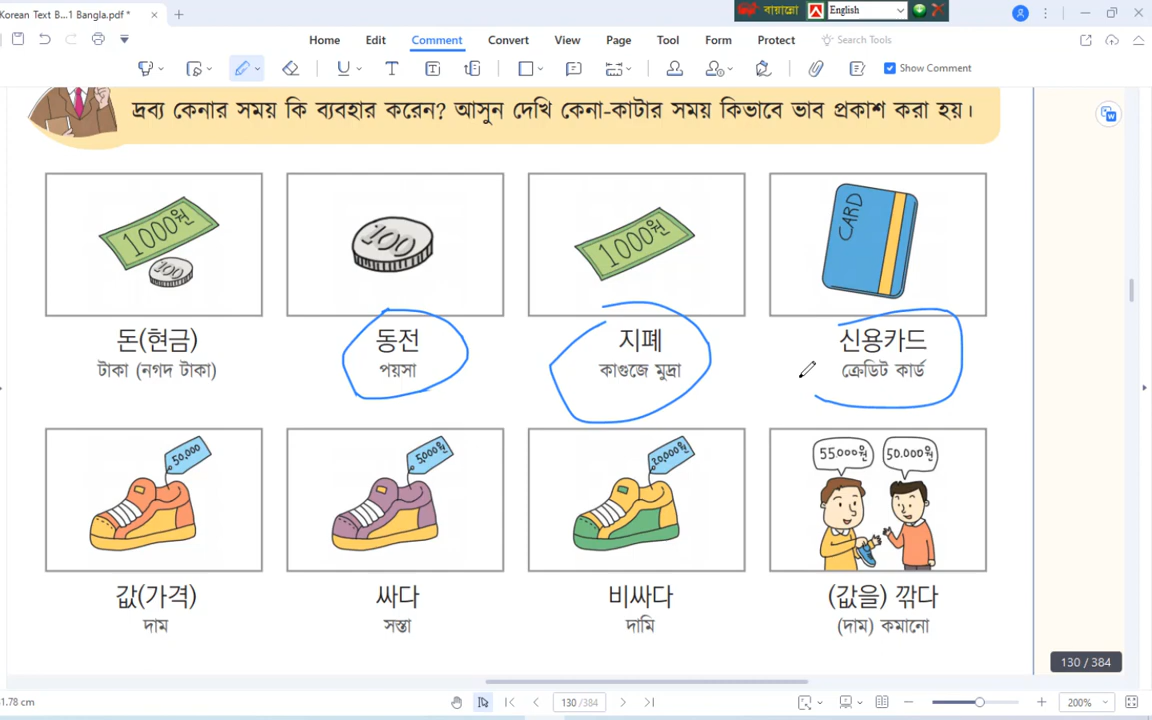 Korean Text B...1 Bangla.pdf *
বায়ান্নো
English
Home Edit Comment Convert View Page Tool Form Protect Search Tools
Show Comment
দ্রব্য কেনার সময় কি ব্যবহার করেন? আসুন দেখি কেনা-কাটার সময় কিভাবে ভাব প্রকাশ করা হয়।
1000원
100
100
1000원
CARD
돈(현금) 동전 지폐 신용카드
টাকা (নগদ টাকা) পয়সা কাগুজে মুদ্রা ক্রেডিট কার্ড
50,000
5,000원
20,000원
55.000원 50.000원
값(가격) 싸다 비싸다 (값을) 깎다
দাম সস্তা দামি (দাম) কমানো
130 / 384
1.78 cm
130 /384
200%